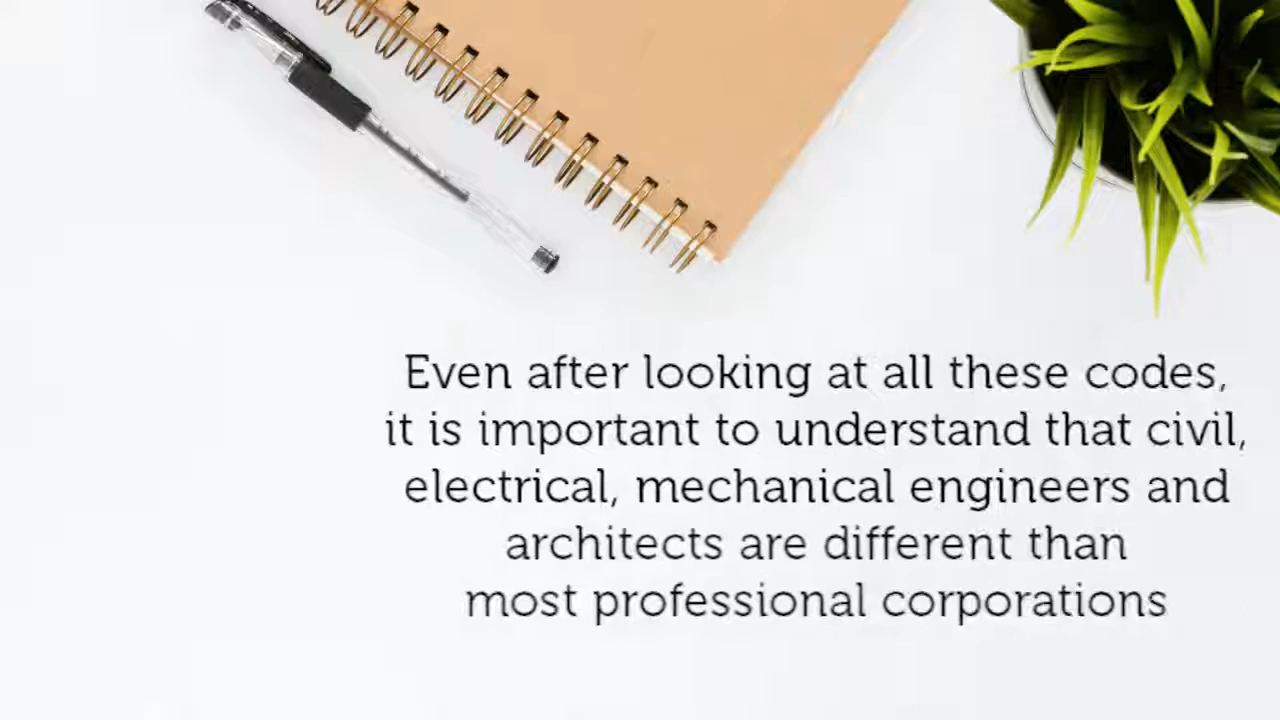 Even after looking at all these codes,
it is important to understand that civil,
electrical, mechanical engineers and
architects are different than
most professional corporations